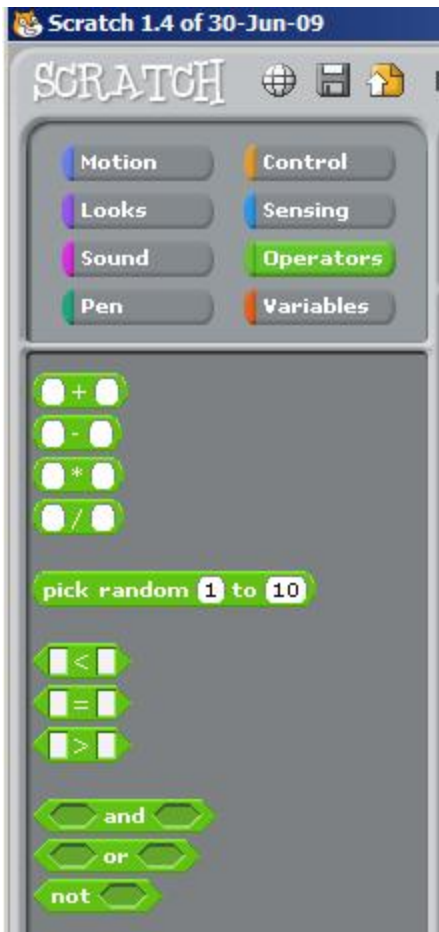 Scratch 1.4 of 30-Jun-09
SCRATCH
Motion Control
Looks Sensing
Sound Operators
Pen Variables
+
-
*
/
pick random 1 to 10
<
=
>
and
or
not